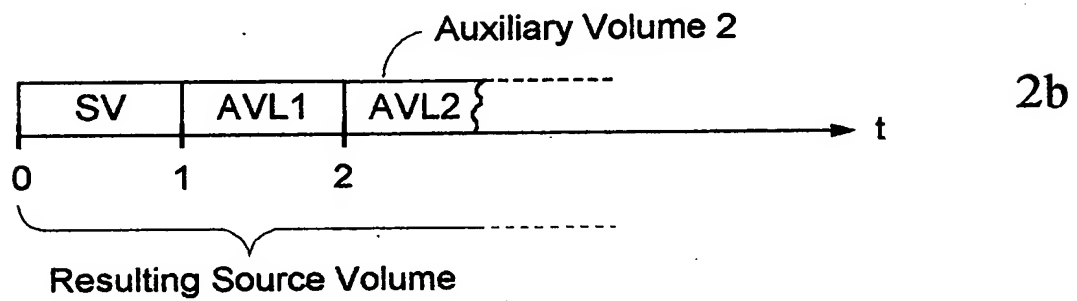 Auxiliary Volume 2
SV AVL1 AVL2
2b
t
0 1 2
Resulting Source Volume